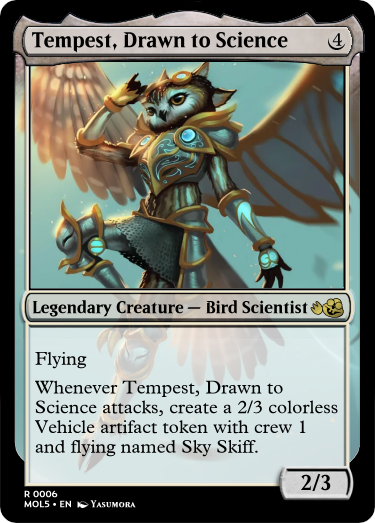 Tempest, Drawn to Science 4
Legendary Creature — Bird Scientist
Flying
Whenever Tempest, Drawn to
Science attacks, create a 2/3 colorless
Vehicle artifact token with crew 1
and flying named Sky Skiff.
2/3
R 0006
MOL5 • EN Yasumora